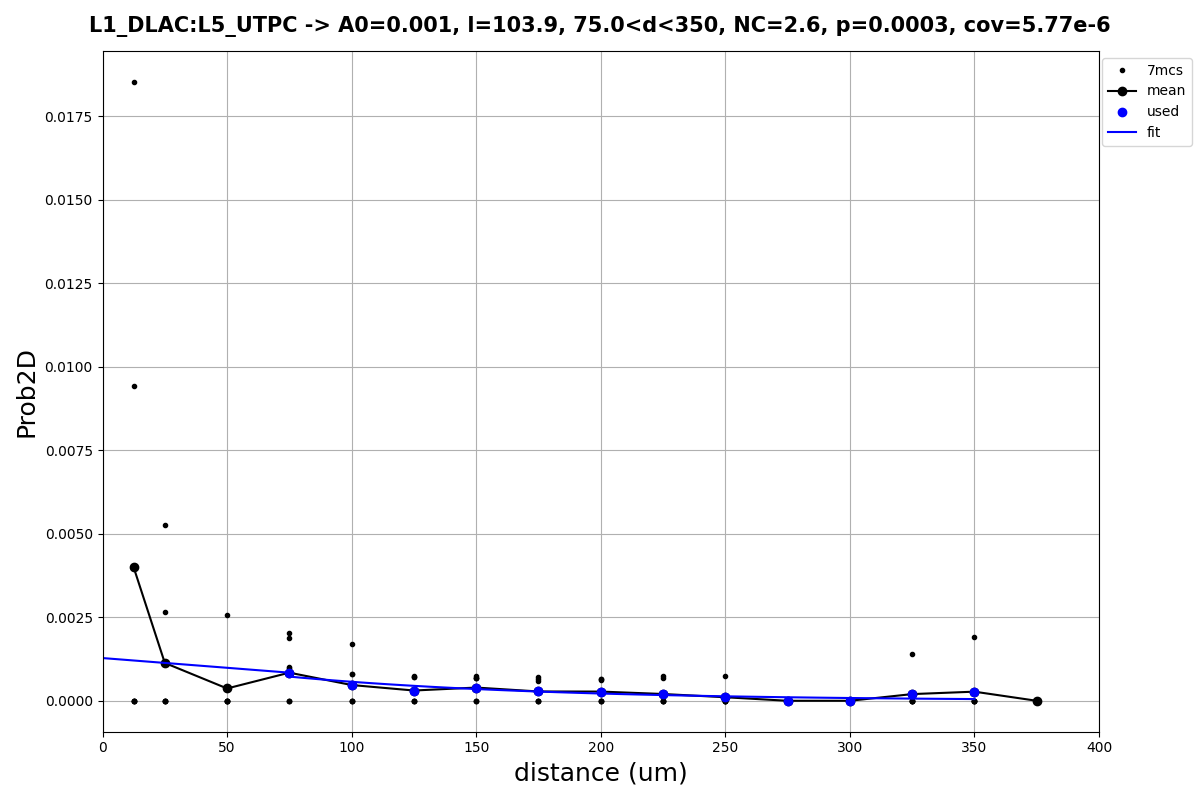 L1_DLAC:L5_UTPC -> A0=0.001, l=103.9, 75.0<d<350, NC=2.6, p=0.0003, cov=5.77e-6
7mcs
mean
used
fit
0.0175
0.0150
0.0125
0.0100
0.0075
0.0050
0.0025
0.0000
Prob2D
0 50 100 150 200 250 300 350 400
distance (um)